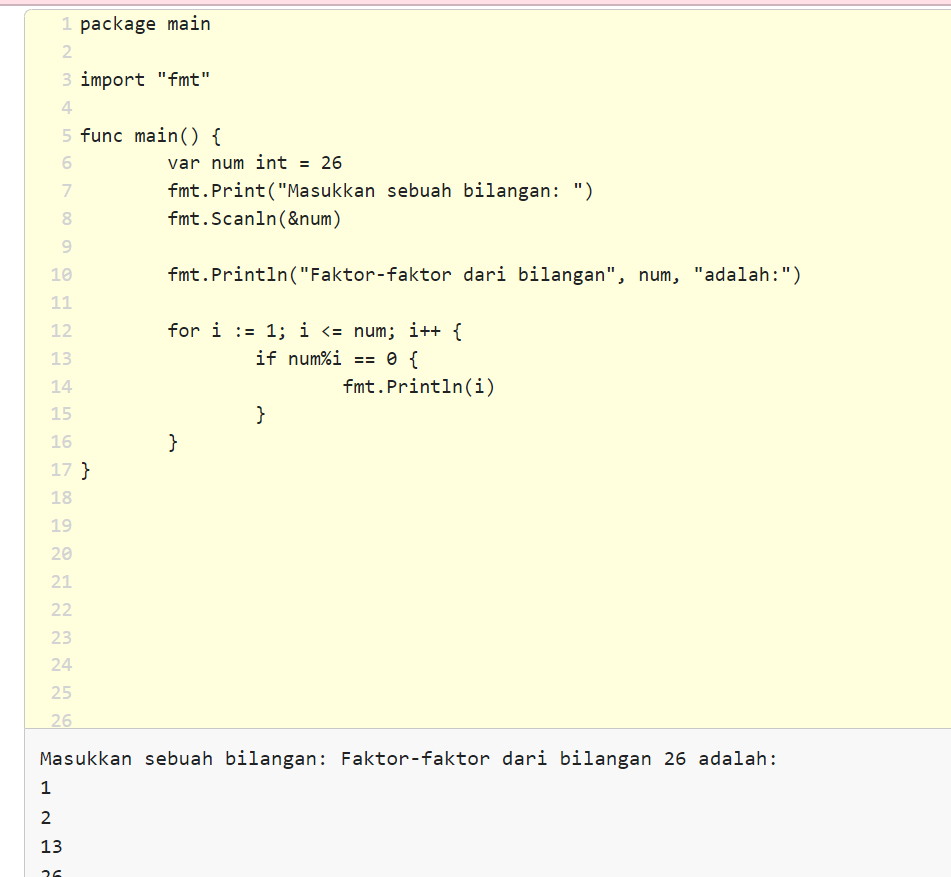 1 package main
2
3 import "fmt"
4
5 func main() {
6         var num int = 26
7         fmt.Print("Masukkan sebuah bilangan: ")
8         fmt.Scanln(&num)
9
10         fmt.Println("Faktor-faktor dari bilangan", num, "adalah:")
11
12         for i := 1; i <= num; i++ {
13                 if num%i == 0 {
14                         fmt.Println(i)
15                 }
16         }
17 }
18
19
20
21
22
23
24
25
26
Masukkan sebuah bilangan: Faktor-faktor dari bilangan 26 adalah:
1
2
13
26